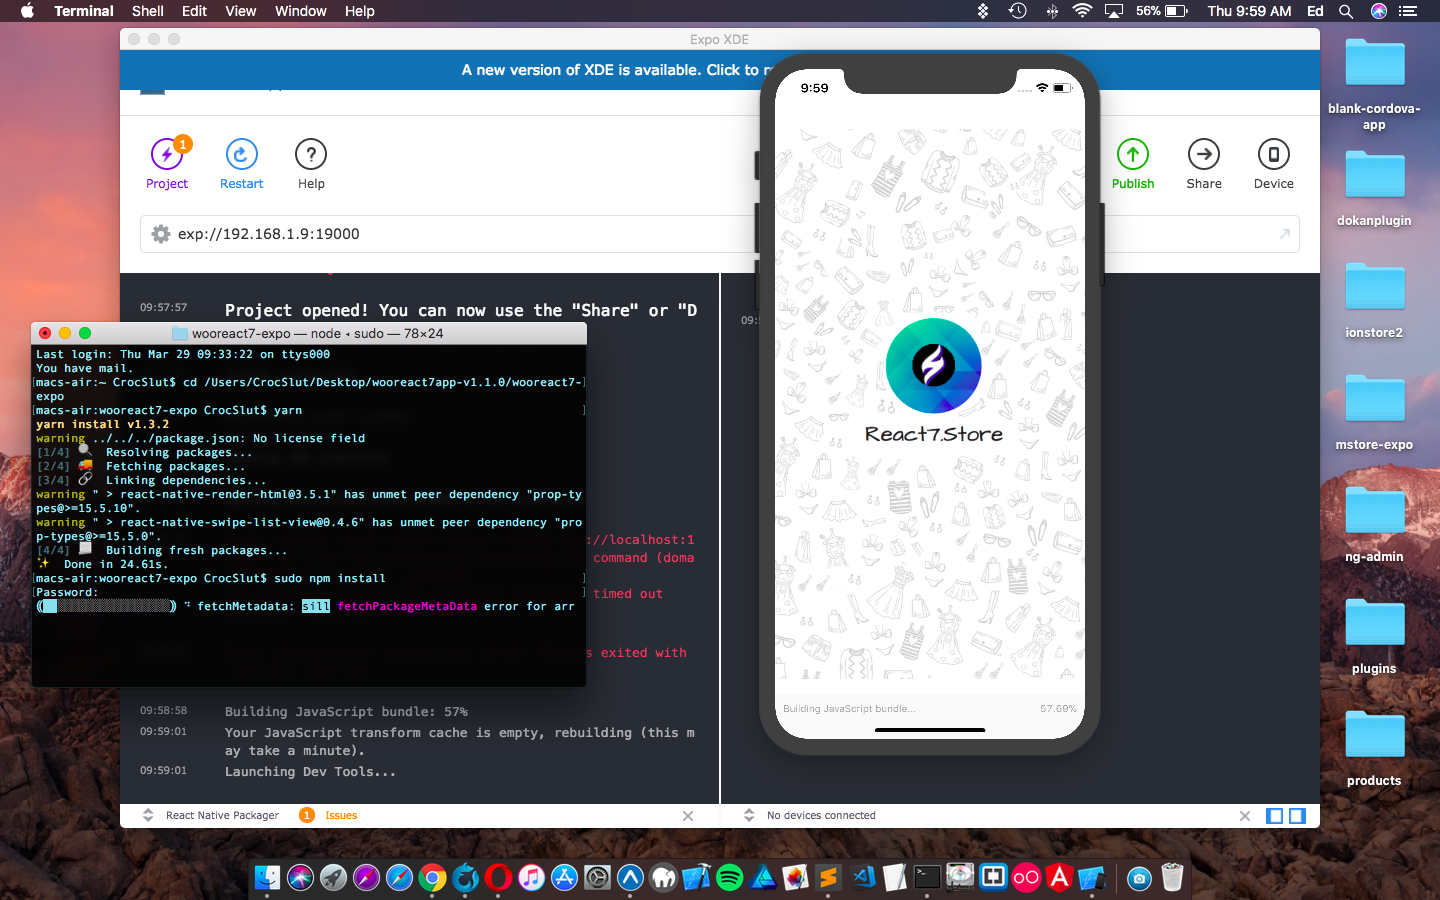 Terminal Shell Edit View Window Help 56% Thu 9:59 AM Ed
Expo XDE
A new version of XDE is available. Click to
9:59
1
Project Restart Help Publish Share Device
exp://192.168.1.9:19000
09:57:57 Project opened! You can now use the "Share" or "D
wooreact7-expo — node ◂ sudo — 78×24
Last login: Thu Mar 29 09:33:22 on ttys000
You have mail.
[macs-air:~ CrocSlut$ cd /Users/CrocSlut/Desktop/wooreact7app-v1.1.0/wooreact7-]
expo
[macs-air:wooreact7-expo CrocSlut$ yarn ]
yarn install v1.3.2
warning ../../../package.json: No license field
[1/4] 🔍 Resolving packages...
[2/4] 🚚 Fetching packages...
[3/4] 🔗 Linking dependencies...
warning " > react-native-render-html@3.5.1" has unmet peer dependency "prop-ty
pes@>=15.5.10".
warning " > react-native-swipe-list-view@0.4.6" has unmet peer dependency "pro
p-types@>=15.5.0".
[4/4] 📃 Building fresh packages...
✨ Done in 24.61s.
[macs-air:wooreact7-expo CrocSlut$ sudo npm install ]
Password:
fetchMetadata: sill fetchPackageMetaData error for arr
://localhost:1
command (doma
timed out
s exited with
09:58:58 Building JavaScript bundle: 57%
09:59:01 Your JavaScript transform cache is empty, rebuilding (this m
ay take a minute).
09:59:01 Launching Dev Tools...
React Native Packager 1 Issues
No devices connected
React7.Store
Building JavaScript bundle... 57.69%
blank-cordova-
app
dokanplugin
ionstore2
mstore-expo
ng-admin
plugins
products